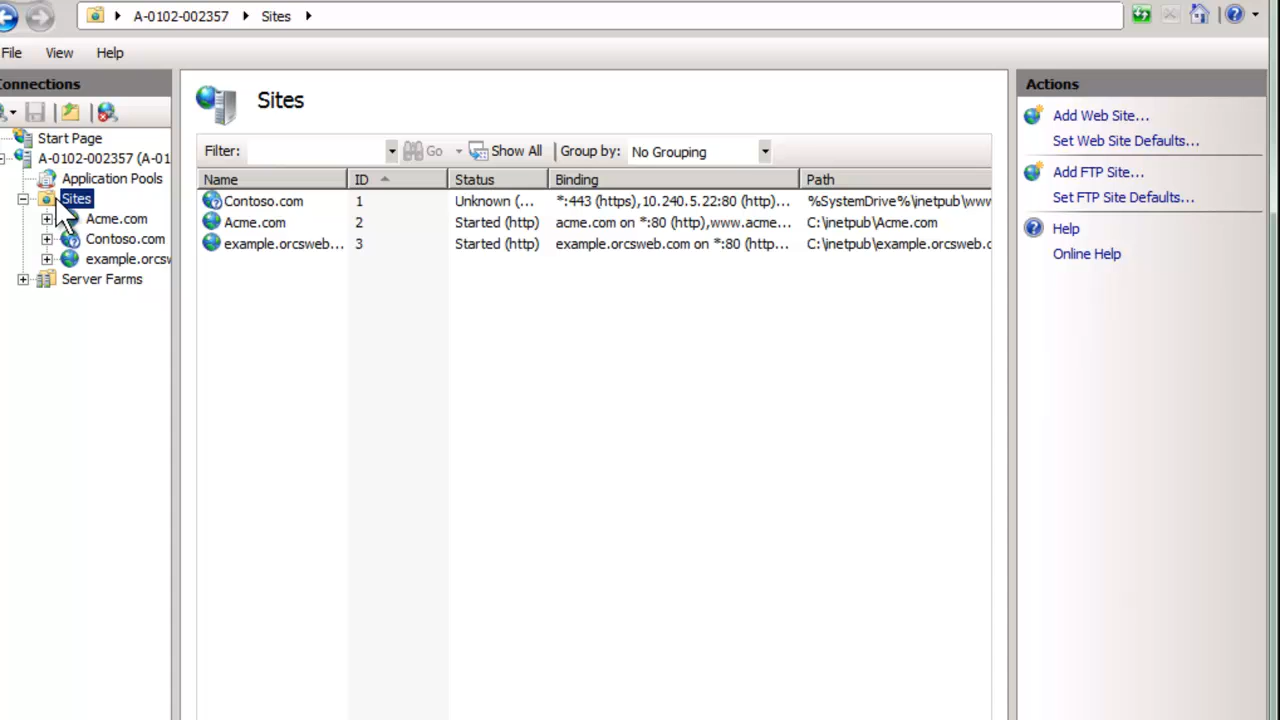 A-0102-002357 Sites
File View Help
Connections
Start Page
A-0102-002357 (A-01
Application Pools
Sites
Acme.com
Contoso.com
example.orcsw
Server Farms
Sites
Filter: Go Show All Group by: No Grouping
Name ID Status Binding Path
Contoso.com 1 Unknown (... *:443 (https),10.240.5.22:80 (http)... %SystemDrive%\inetpub\www
Acme.com 2 Started (http) acme.com on *:80 (http),www.acme... C:\inetpub\Acme.com
example.orcsweb... 3 Started (http) example.orcsweb.com on *:80 (http... C:\inetpub\example.orcsweb.c
Actions
Add Web Site...
Set Web Site Defaults...
Add FTP Site...
Set FTP Site Defaults...
Help
Online Help